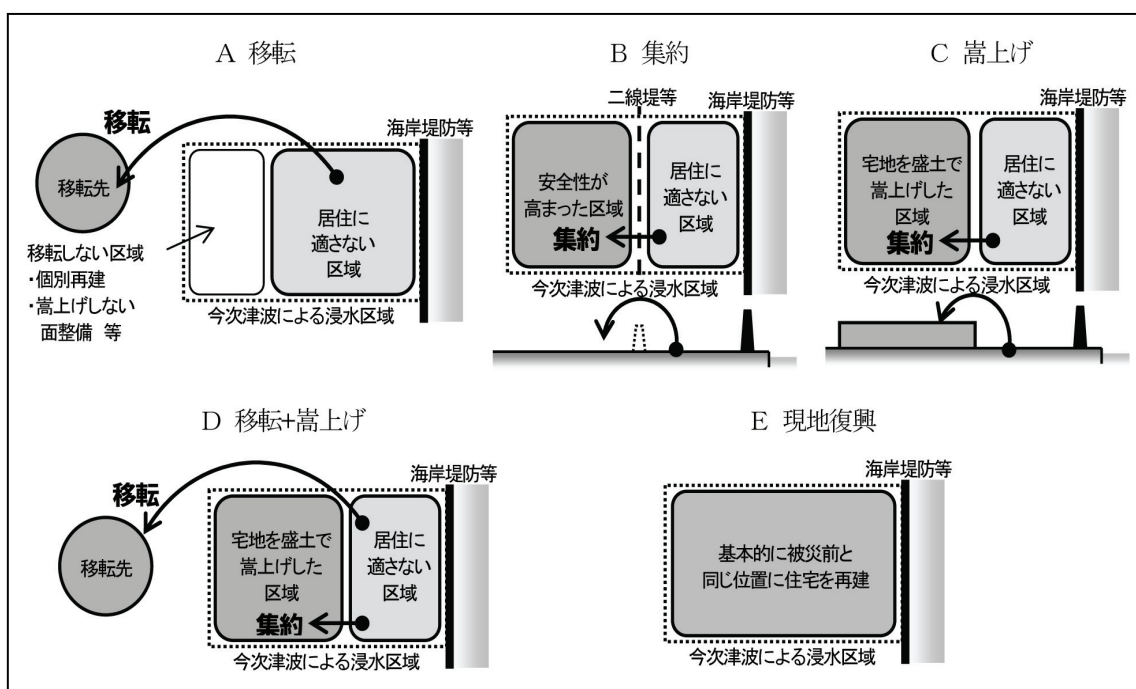 A 移転
移転
海岸堤防等
移転先
居住に
適さない
区域
移転しない区域
・個別再建
・嵩上げしない
面整備 等
今次津波による浸水区域
B 集約
二線堤等
海岸堤防等
安全性が
高まった区域
集約
居住に
適さない
区域
今次津波による浸水区域
C 嵩上げ
海岸堤防等
宅地を盛土で
嵩上げした
区域
集約
居住に
適さない
区域
今次津波による浸水区域
D 移転+嵩上げ
移転
海岸堤防等
移転先
宅地を盛土で
嵩上げした
区域
集約
居住に
適さない
区域
今次津波による浸水区域
E 現地復興
海岸堤防等
基本的に被災前と
同じ位置に住宅を再建
今次津波による浸水区域